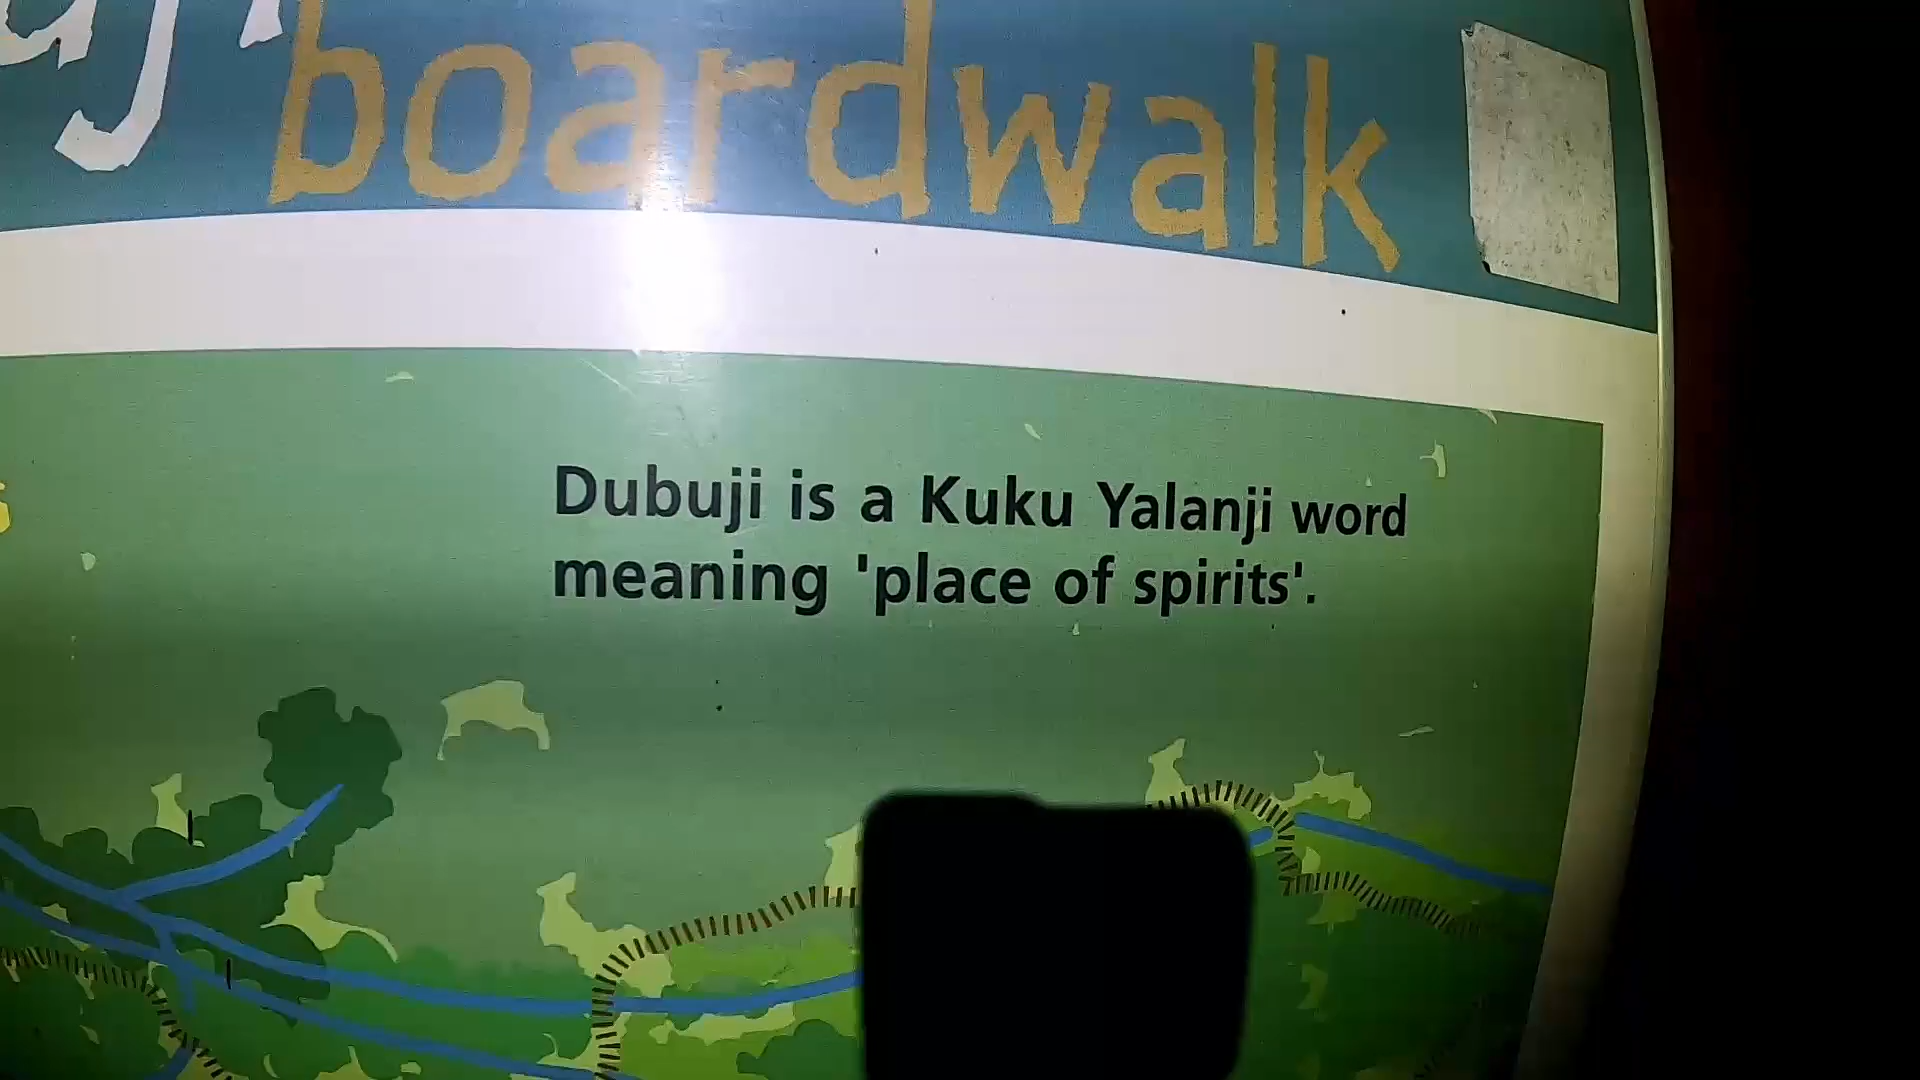 boardwalk
Dubuji is a Kuku Yalanji word
meaning 'place of spirits'.